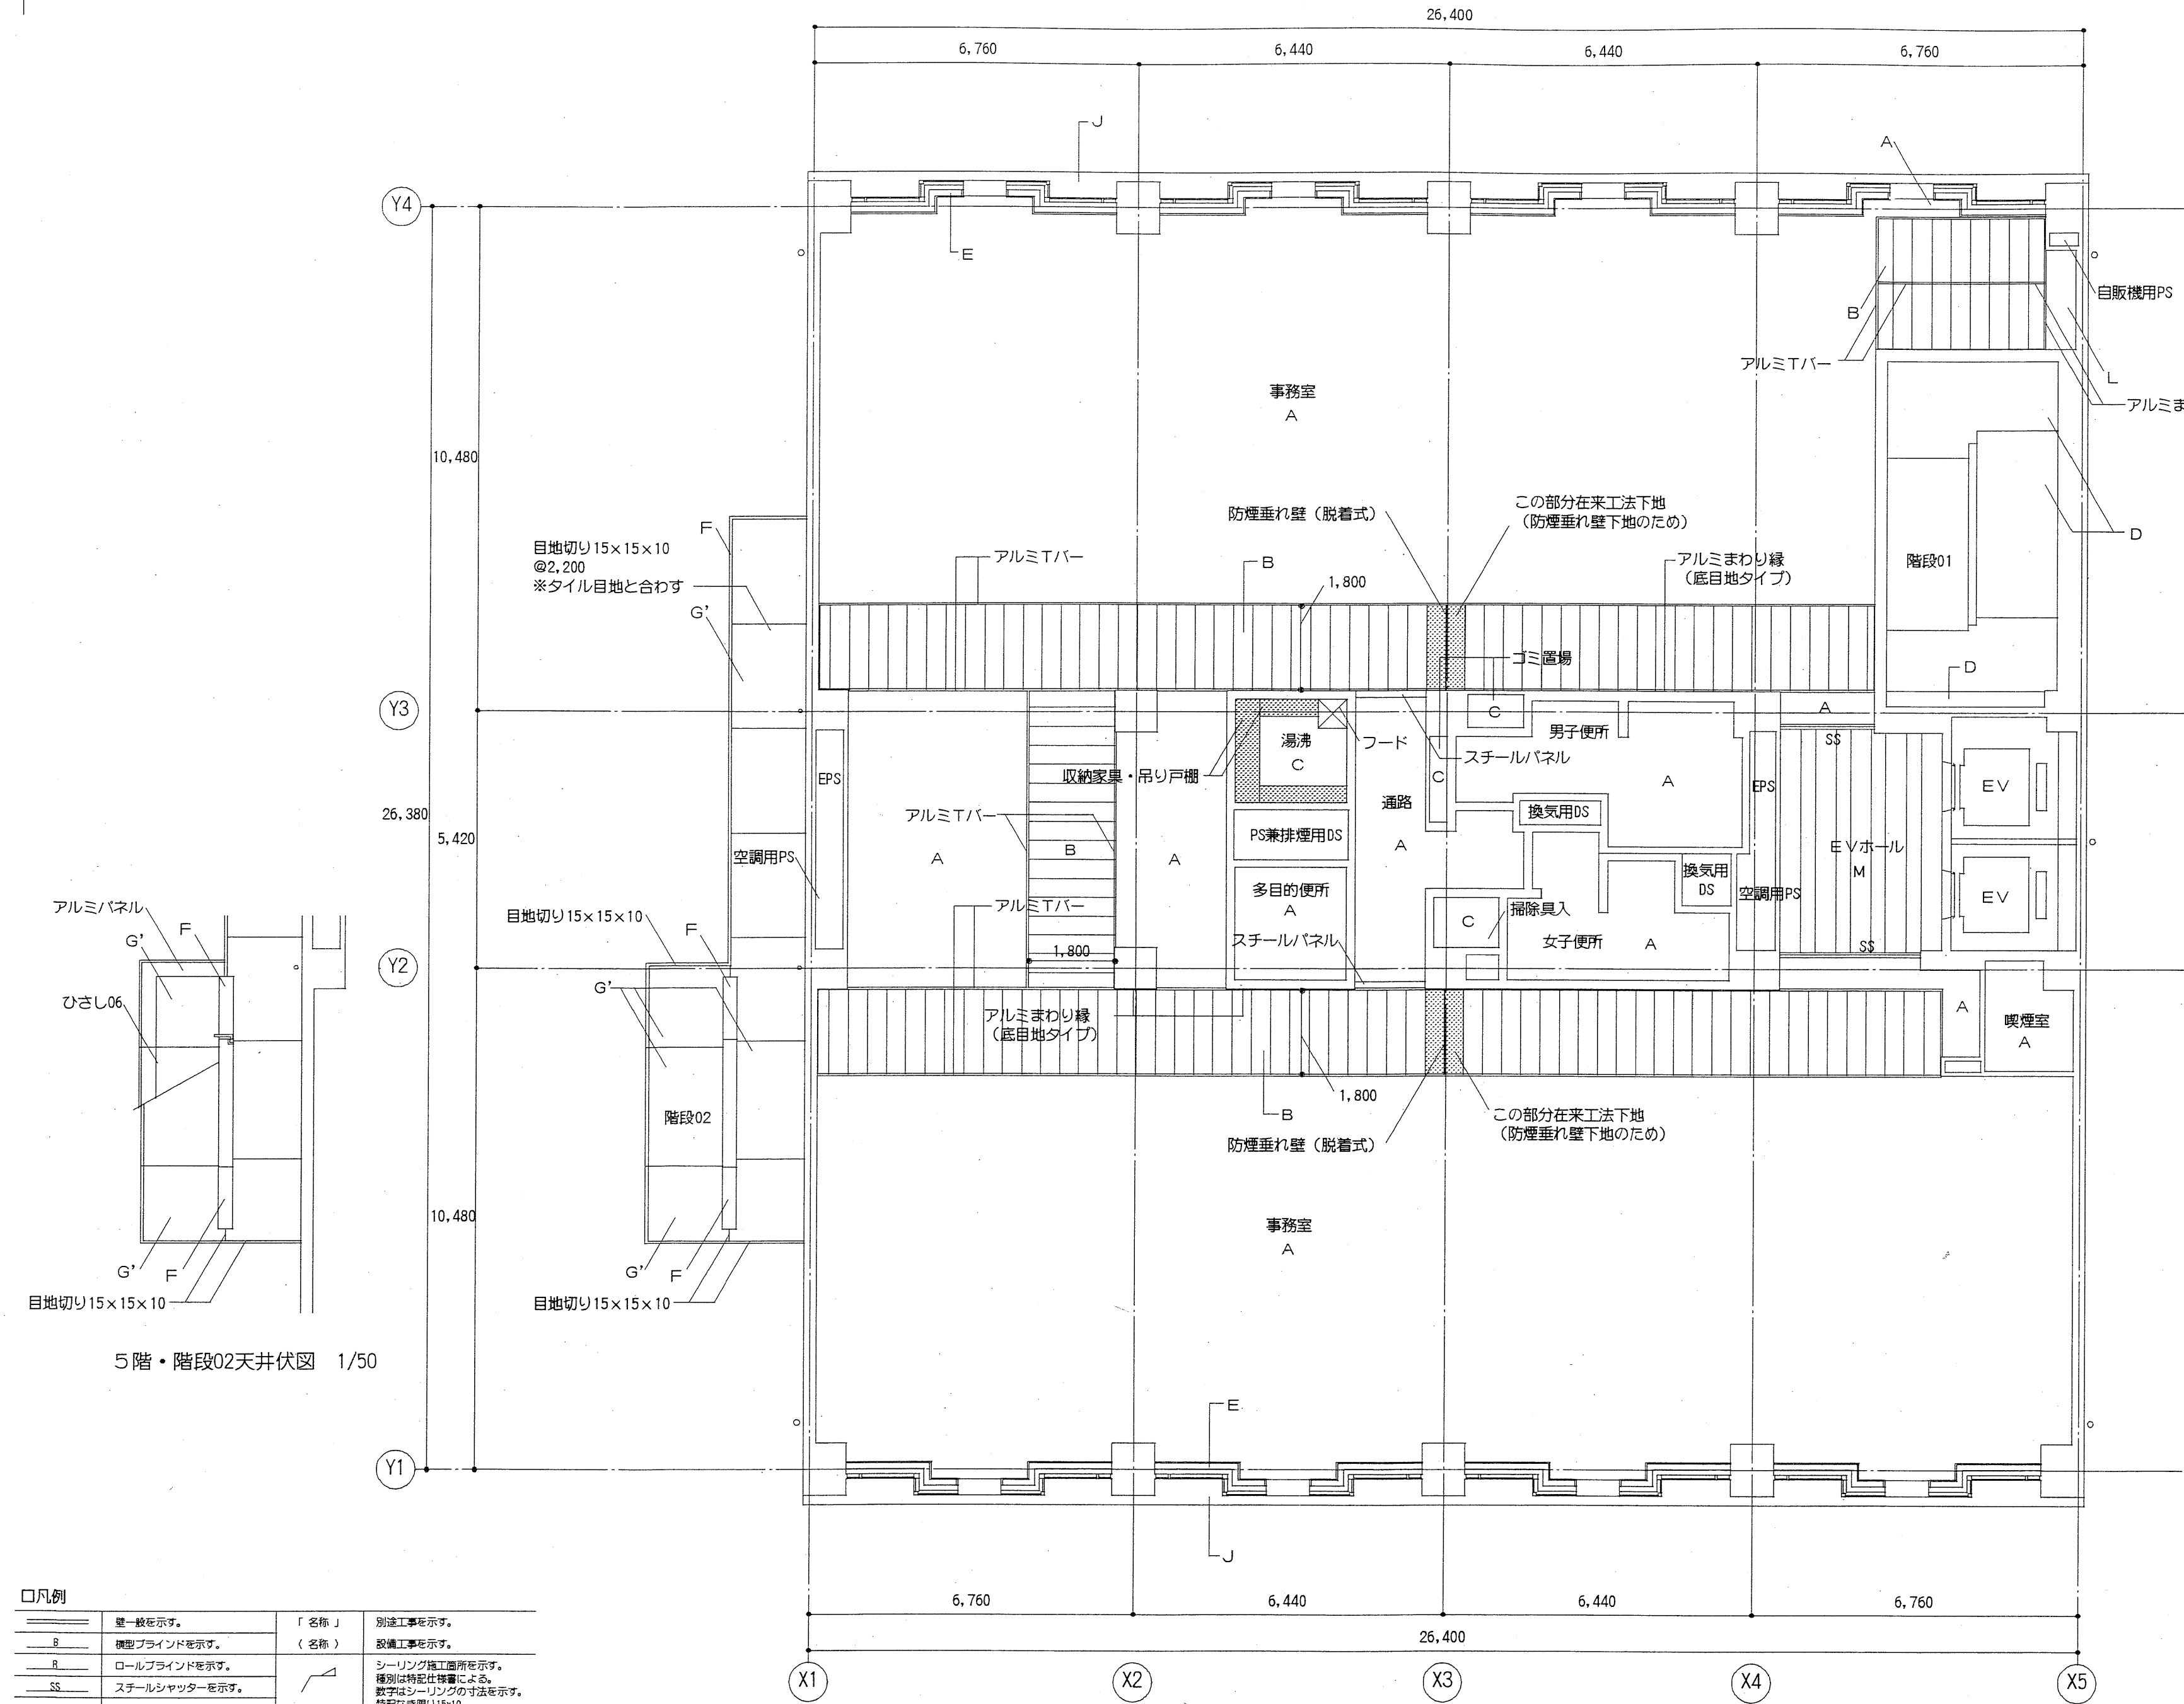 26,400
6,760
6,440
6,440
6,760
J
A
Y4
E
自販機用PS
B
アルミTバー
L
アルミま
事務室
A
10,480
F
目地切り15×15×10
@2,200
※タイル目地と合わす
G'
防煙垂れ壁（脱着式）
この部分在来工法下地
（防煙垂れ壁下地のため）
D
アルミTバー
B
1,800
アルミまわり縁
（底目地タイプ）
階段01
ゴミ置場
D
Y3
C
A
男子便所
SS
湯沸
C
フード
スチールパネル
EPS
収納家具・吊り戸棚
C
A
EPS
EV
26,380
5,420
アルミTバー
通路
換気用DS
空調用PS
A
B
A
PS兼排煙用DS
A
EVホール
M
換気用
DS
空調用PS
多目的便所
A
EV
アルミパネル
G'
F
目地切り15×15×10
F
アルミTバー
C
掃除具入
スチールパネル
女子便所
A
SS
1,800
Y2
ひさし06
G'
アルミまわり縁
（底目地タイプ）
A
喫煙室
A
1,800
B
階段02
防煙垂れ壁（脱着式）
この部分在来工法下地
（防煙垂れ壁下地のため）
10,480
事務室
A
G'
F
目地切り15×15×10
G'
F
目地切り15×15×10
5階・階段02天井伏図 1/50
E
Y1
J
6,760
6,440
6,440
6,760
26,400
X1
X2
X3
X4
X5
□凡例
壁一般を示す。
「 名称 」
別途工事を示す。
B
横型ブラインドを示す。
（ 名称 ）
設備工事を示す。
R
ロールブラインドを示す。
シーリング施工箇所を示す。
種別は特記仕様書による。
数字はシーリングの寸法を示す。
特記なき限り15×10
SS
スチールシャッターを示す。